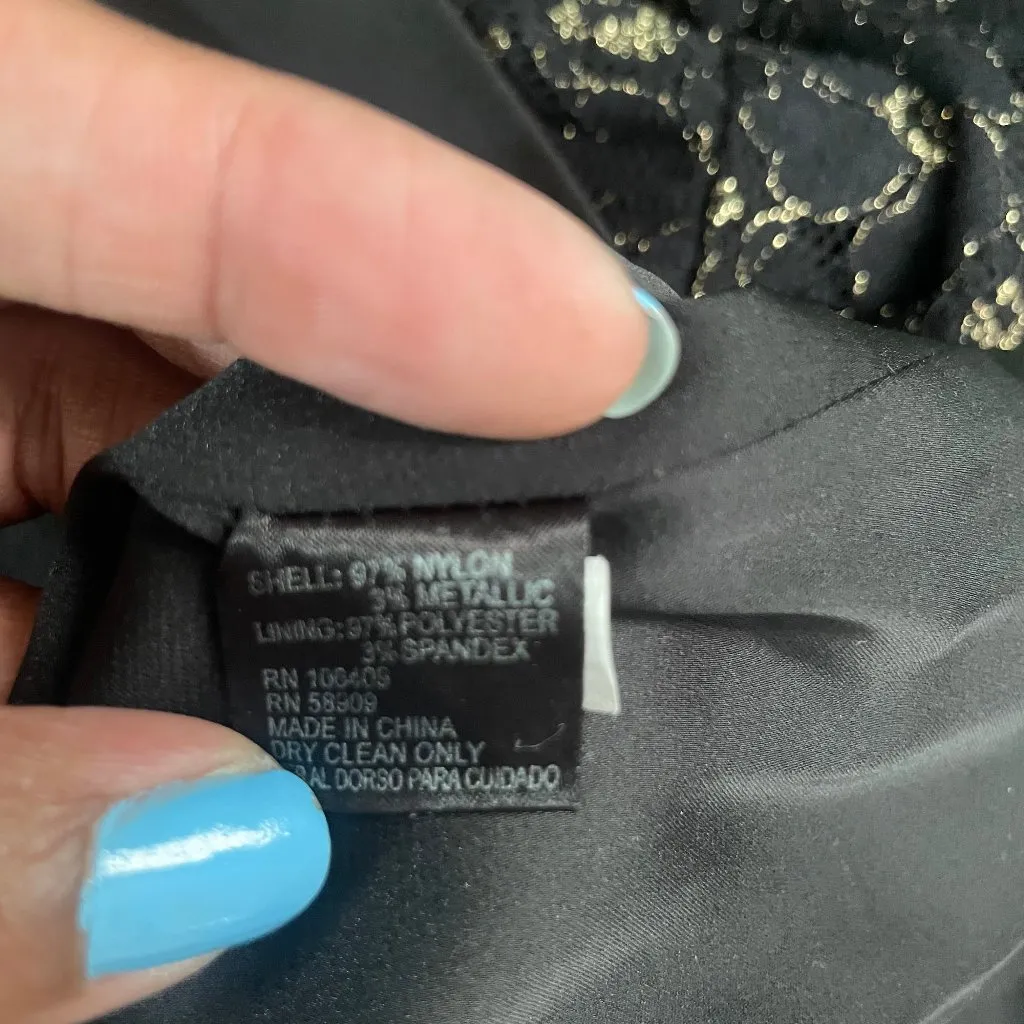 SHELL: 97% NYLON
3% METALLIC
LINING: 97% POLYESTER
3% SPANDEX
RN 100409
RN 58909
MADE IN CHINA
DRY CLEAN ONLY
AL DORSO PARA CUIDADO